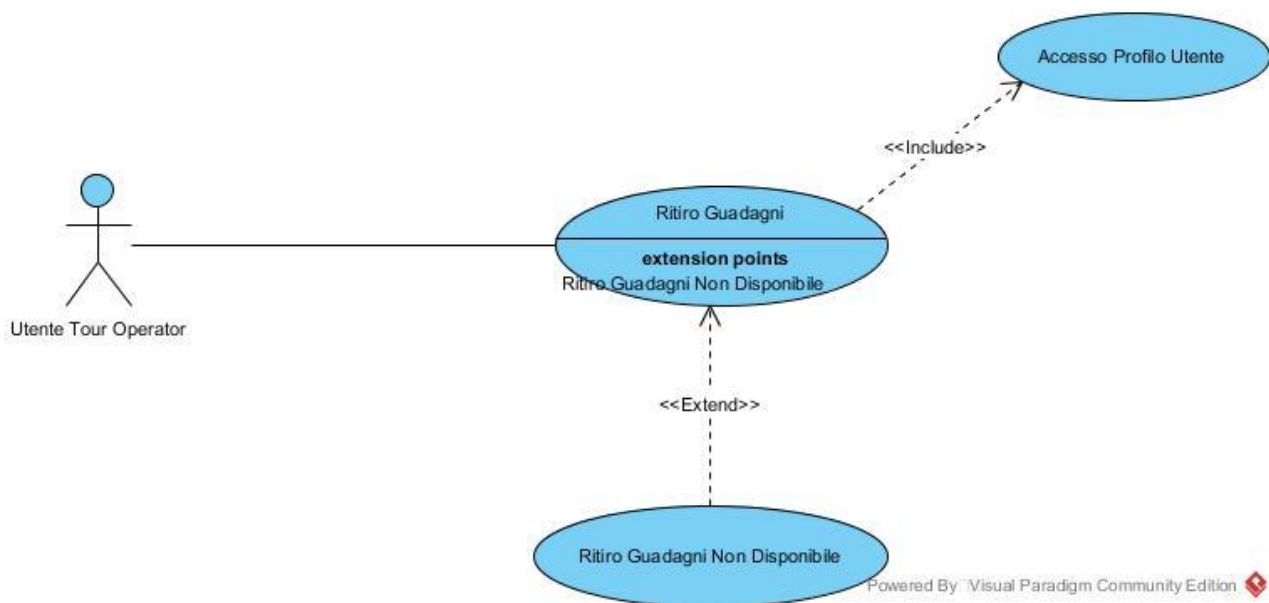 Accesso Profilo Utente
<<Include>>
Ritiro Guadagni
extension points
Ritiro Guadagni Non Disponibile
Utente Tour Operator
<<Extend>>
Ritiro Guadagni Non Disponibile
Powered By Visual Paradigm Community Edition